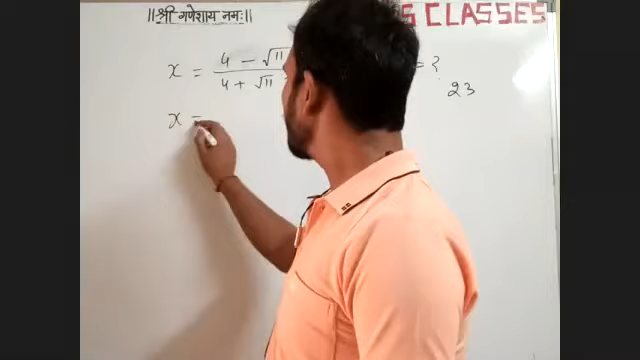 ||श्री गणेशाय नमः||
S CLASSES
x = 4 - √11 / 4 + √11 = ?
23
x =